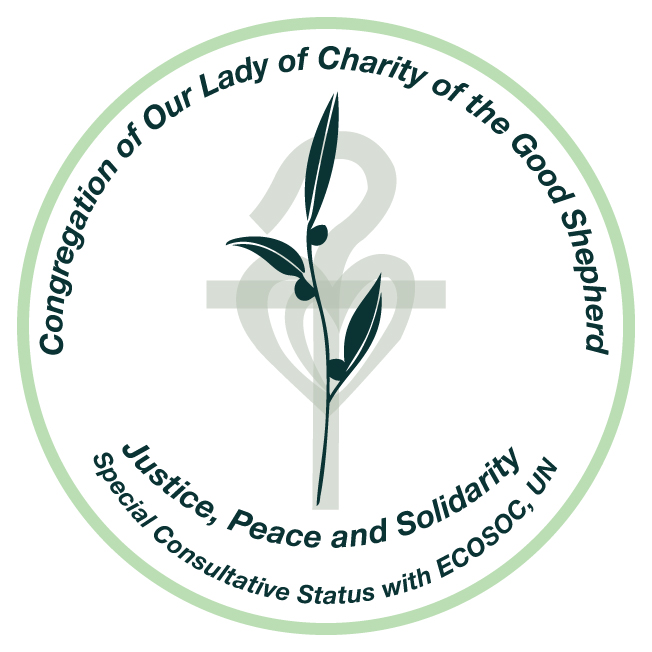 Congregation of Our Lady of Charity of the Good Shepherd
Justice, Peace and Solidarity
Special Consultative Status with ECOSOC, UN